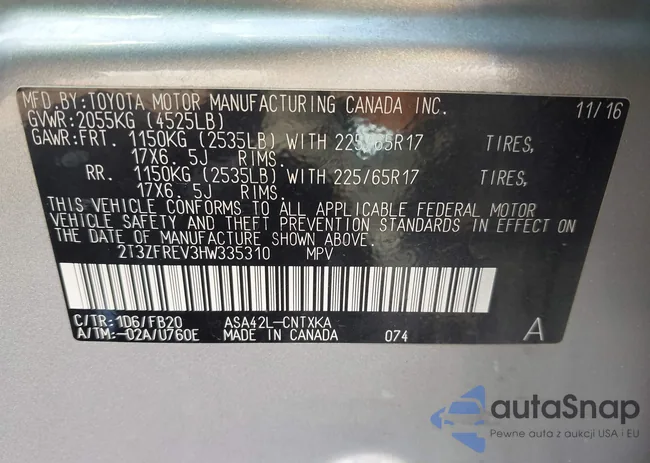 MFD.BY:TOYOTA MOTOR MANUFACTURING CANADA INC. 11/16
GVWR:2055KG (4525LB)
GAWR:FRT. 1150KG (2535LB) WITH 225/65R17 TIRES,
17X6.5J RIMS.
RR. 1150KG (2535LB) WITH 225/65R17 TIRES,
17X6.5J RIMS.
THIS VEHICLE CONFORMS TO ALL APPLICABLE FEDERAL MOTOR
VEHICLE SAFETY AND THEFT PREVENTION STANDARDS IN EFFECT ON
THE DATE OF MANUFACTURE SHOWN ABOVE.
2T3ZFREV3HW335310 MPV
C/TR:1D6/FB20 ASA42L-CNTXKA
A/TM:-02A/U760E MADE IN CANADA 074 A
autaSnap
Pewne auta z aukcji USA i EU